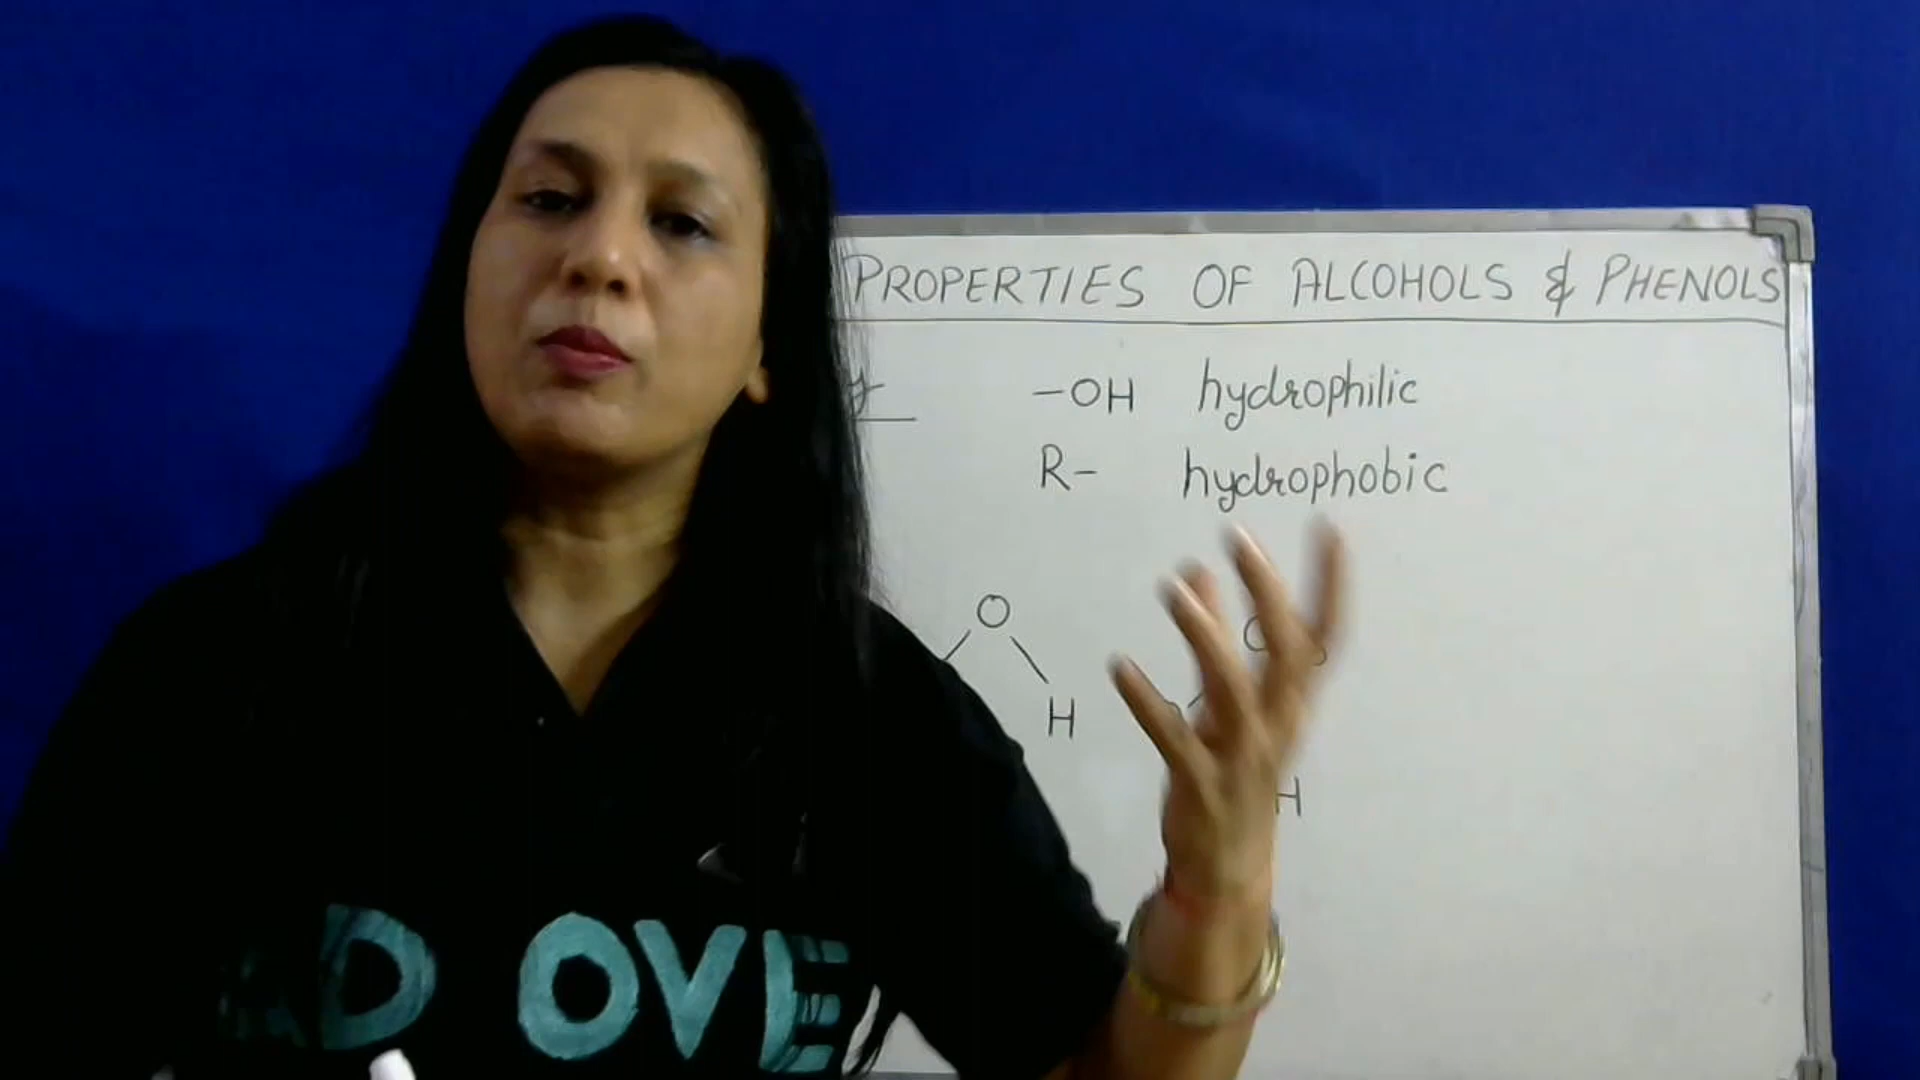 PROPERTIES OF ALCOHOLS & PHENOLS
-OH hydrophilic
R- hydrophobic
O
H
H
D OVE